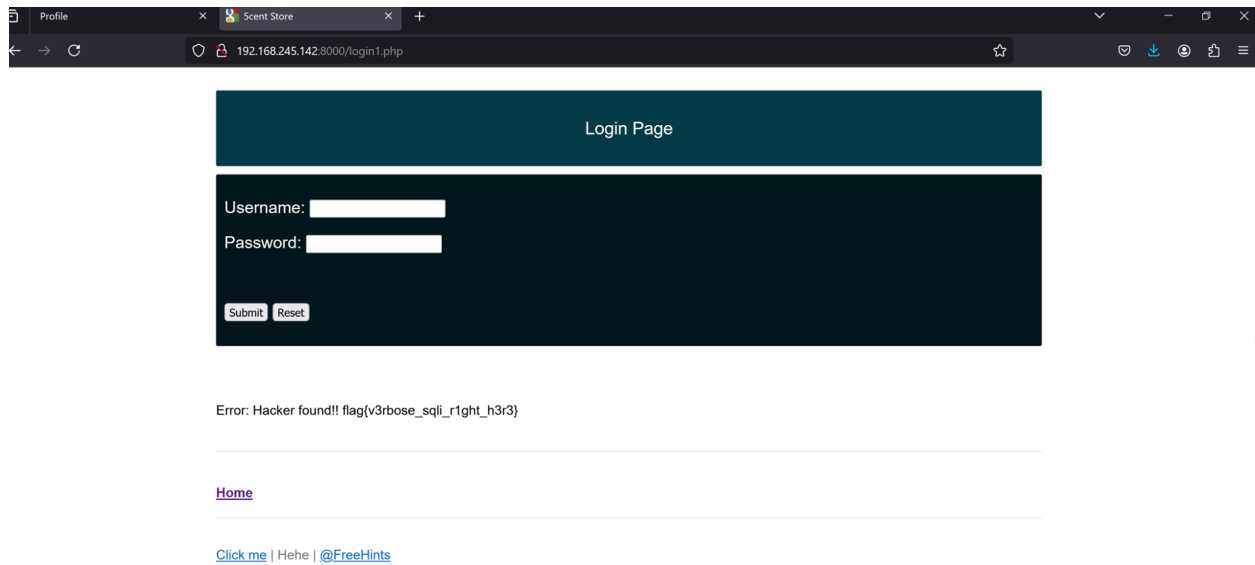 Profile
Scent Store
192.168.245.142:8000/login1.php
Login Page
Username:
Password:
Submit Reset
Error: Hacker found!! flag{v3rbose_sqli_r1ght_h3r3}
Home
Click me | Hehe | @FreeHints